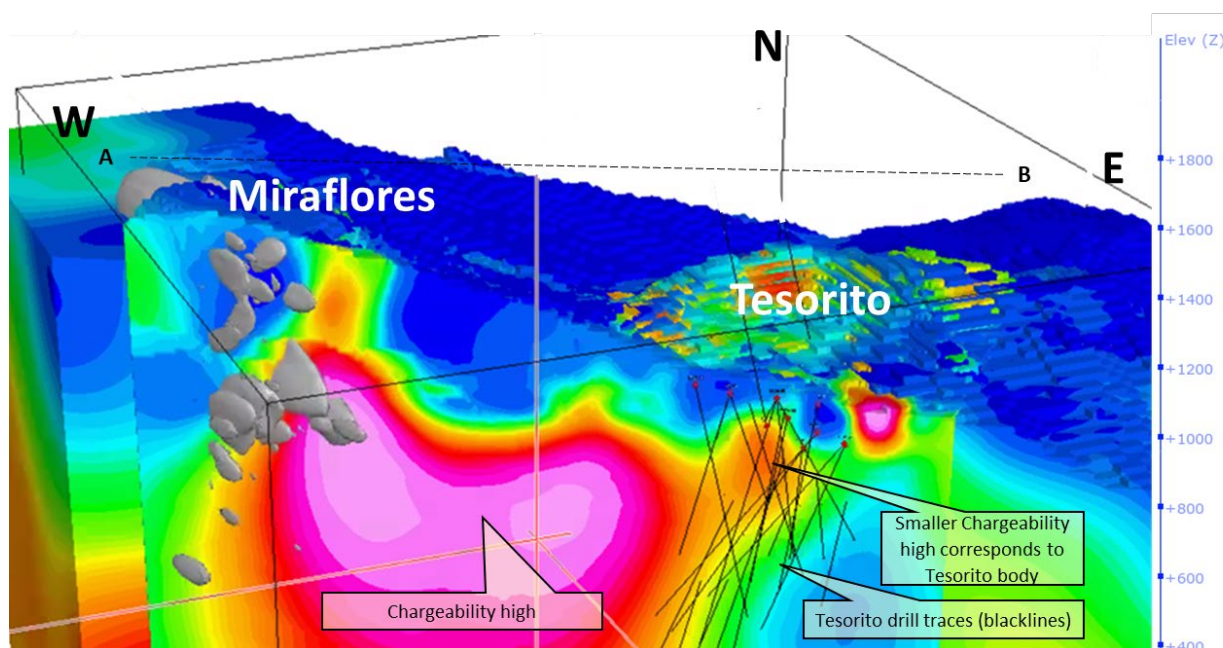 Elev (Z)
N
W
A
B
E
+1800
Miraflores
+1600
Tesorito
+1400
+1200
+1000
+800
Smaller Chargeability
high corresponds to
Tesorito body
+600
Chargeability high
Tesorito drill traces (blacklines)
+400